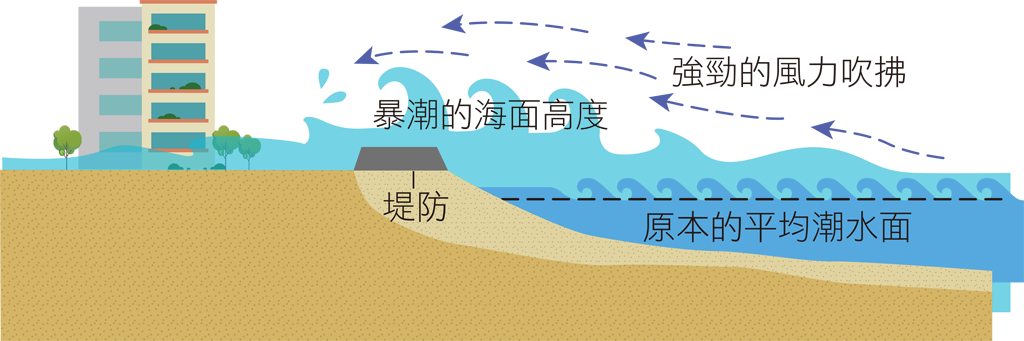 強勁的風力吹拂
暴潮的海面高度
堤防
原本的平均潮水面